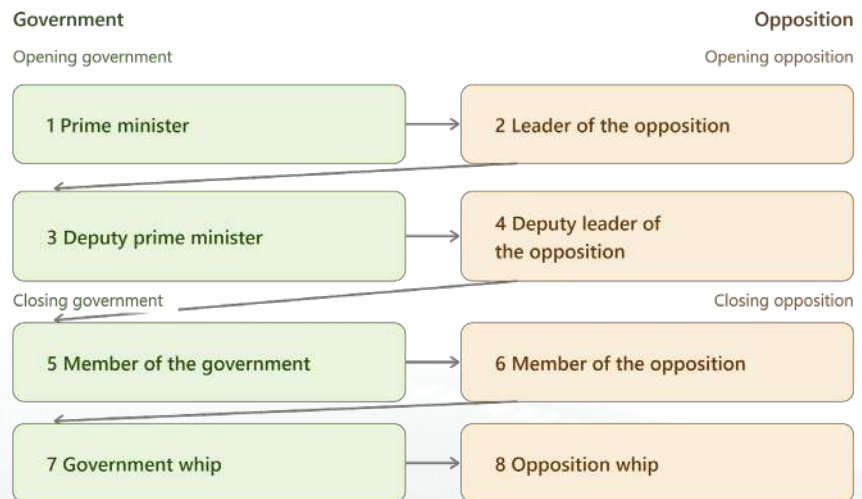 Government
Opposition
Opening government
Opening opposition
1 Prime minister
2 Leader of the opposition
3 Deputy prime minister
4 Deputy leader of
the opposition
Closing government
Closing opposition
5 Member of the government
6 Member of the opposition
7 Government whip
8 Opposition whip